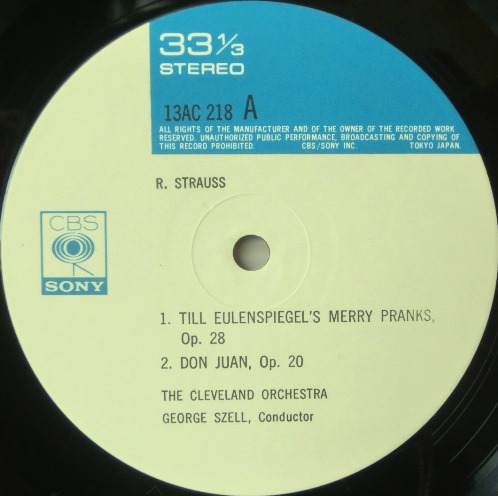 33⅓
STEREO
13AC 218 A
ALL RIGHTS OF THE MANUFACTURER AND OF THE OWNER OF THE RECORDED WORK
RESERVED. UNAUTHORIZED PUBLIC PERFORMANCE, BROADCASTING AND COPYING OF
THIS RECORD PROHIBITED. CBS/SONY INC. TOKYO JAPAN.
R. STRAUSS
CBS
SONY
1. TILL EULENSPIEGEL'S MERRY PRANKS,
Op. 28
2. DON JUAN, Op. 20
THE CLEVELAND ORCHESTRA
GEORGE SZELL, Conductor